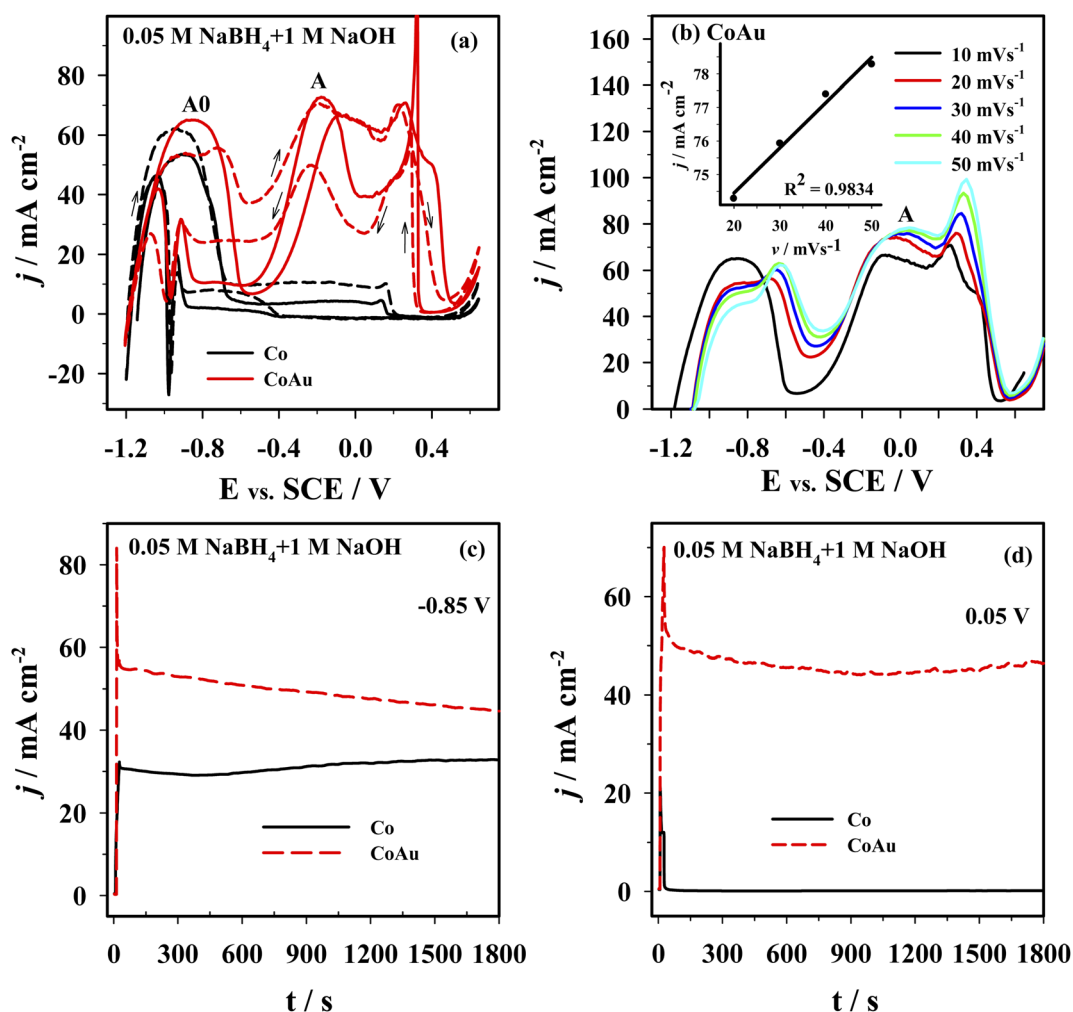 0.05 M NaBH₄+1 M NaOH (a)
A0
A
j / mA cm⁻²
80
60
40
20
0
-20
Co
CoAu
-1.2 -0.8 -0.4 0.0 0.4
E vs. SCE / V
(b) CoAu
j / mA cm⁻²
160
140
120
100
80
60
40
20
0
j / mA cm⁻²
78
77
76
75
R² = 0.9834
20 30 40 50
ν / mVs⁻¹
10 mVs⁻¹
20 mVs⁻¹
30 mVs⁻¹
40 mVs⁻¹
50 mVs⁻¹
A
-1.2 -0.8 -0.4 0.0 0.4
E vs. SCE / V
0.05 M NaBH₄+1 M NaOH (c)
-0.85 V
j / mA cm⁻²
80
60
40
20
0
Co
CoAu
0 300 600 900 1200 1500 1800
t / s
0.05 M NaBH₄+1 M NaOH (d)
0.05 V
j / mA cm⁻²
60
40
20
0
Co
CoAu
0 300 600 900 1200 1500 1800
t / s